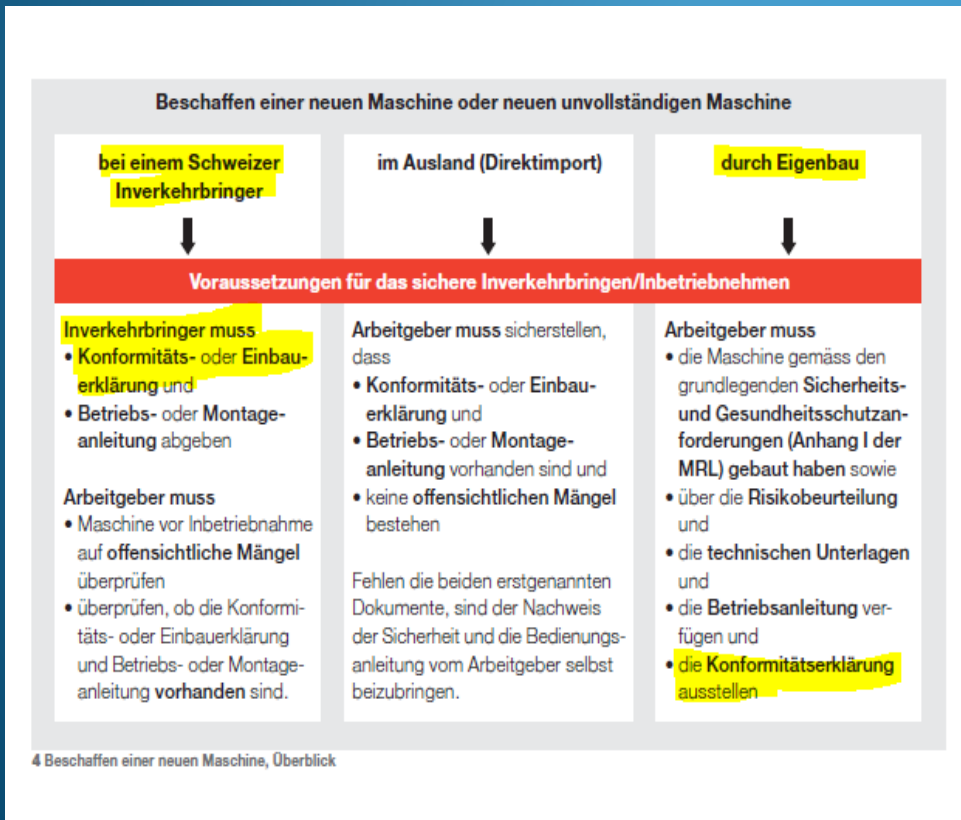 Beschaffen einer neuen Maschine oder neuen unvollständigen Maschine
bei einem Schweizer
Inverkehrbringer
im Ausland (Direktimport)
durch Eigenbau
Voraussetzungen für das sichere Inverkehrbringen/Inbetriebnehmen
Inverkehrbringer muss
• Konformitäts- oder Einbau-
erklärung und
• Betriebs- oder Montage-
anleitung abgeben
Arbeitgeber muss
• Maschine vor Inbetriebnahme
auf offensichtliche Mängel
überprüfen
• überprüfen, ob die Konformi-
täts- oder Einbauerklärung
und Betriebs- oder Montage-
anleitung vorhanden sind.
Arbeitgeber muss sicherstellen,
dass
• Konformitäts- oder Einbau-
erklärung und
• Betriebs- oder Montage-
anleitung vorhanden sind und
• keine offensichtlichen Mängel
bestehen
Fehlen die beiden erstgenannten
Dokumente, sind der Nachweis
der Sicherheit und die Bedienungs-
anleitung vom Arbeitgeber selbst
beizubringen.
Arbeitgeber muss
• die Maschine gemäss den
grundlegenden Sicherheits-
und Gesundheitsschutzan-
forderungen (Anhang I der
MRL) gebaut haben sowie
• über die Risikobeurteilung
und
• die technischen Unterlagen
und
• die Betriebsanleitung ver-
fügen und
• die Konformitätserklärung
ausstellen
4 Beschaffen einer neuen Maschine, Überblick